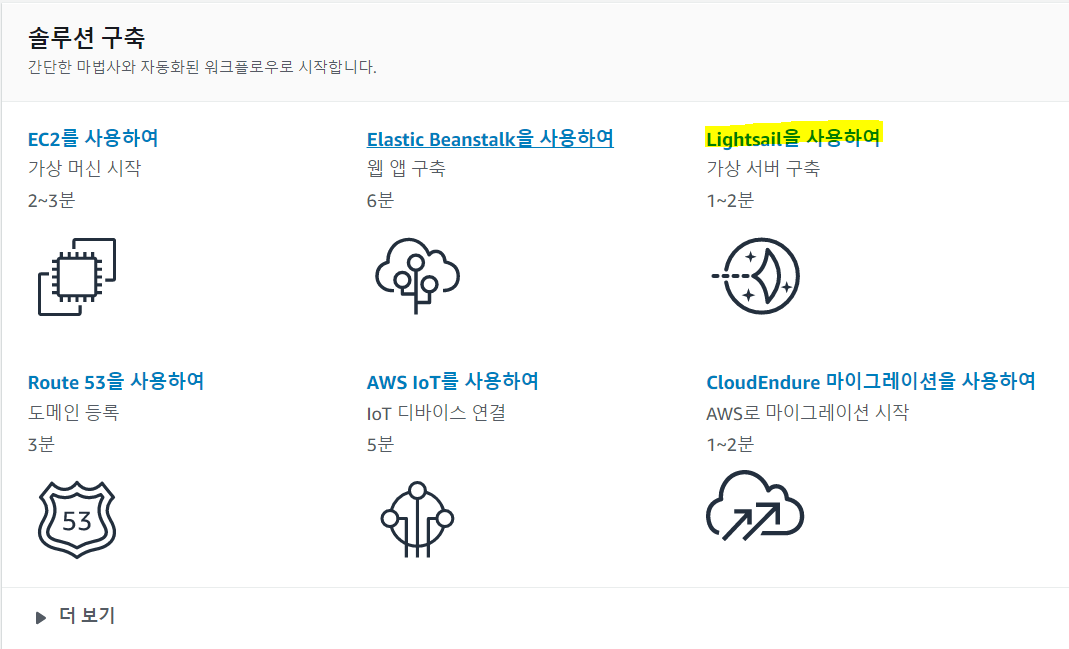 솔루션 구축
간단한 마법사와 자동화된 워크플로우로 시작합니다.
EC2를 사용하여
가상 머신 시작
2~3분
Elastic Beanstalk을 사용하여
웹 앱 구축
6분
Lightsail을 사용하여
가상 서버 구축
1~2분
Route 53을 사용하여
도메인 등록
3분
53
AWS IoT를 사용하여
IoT 디바이스 연결
5분
CloudEndure 마이그레이션을 사용하여
AWS로 마이그레이션 시작
1~2분
더 보기